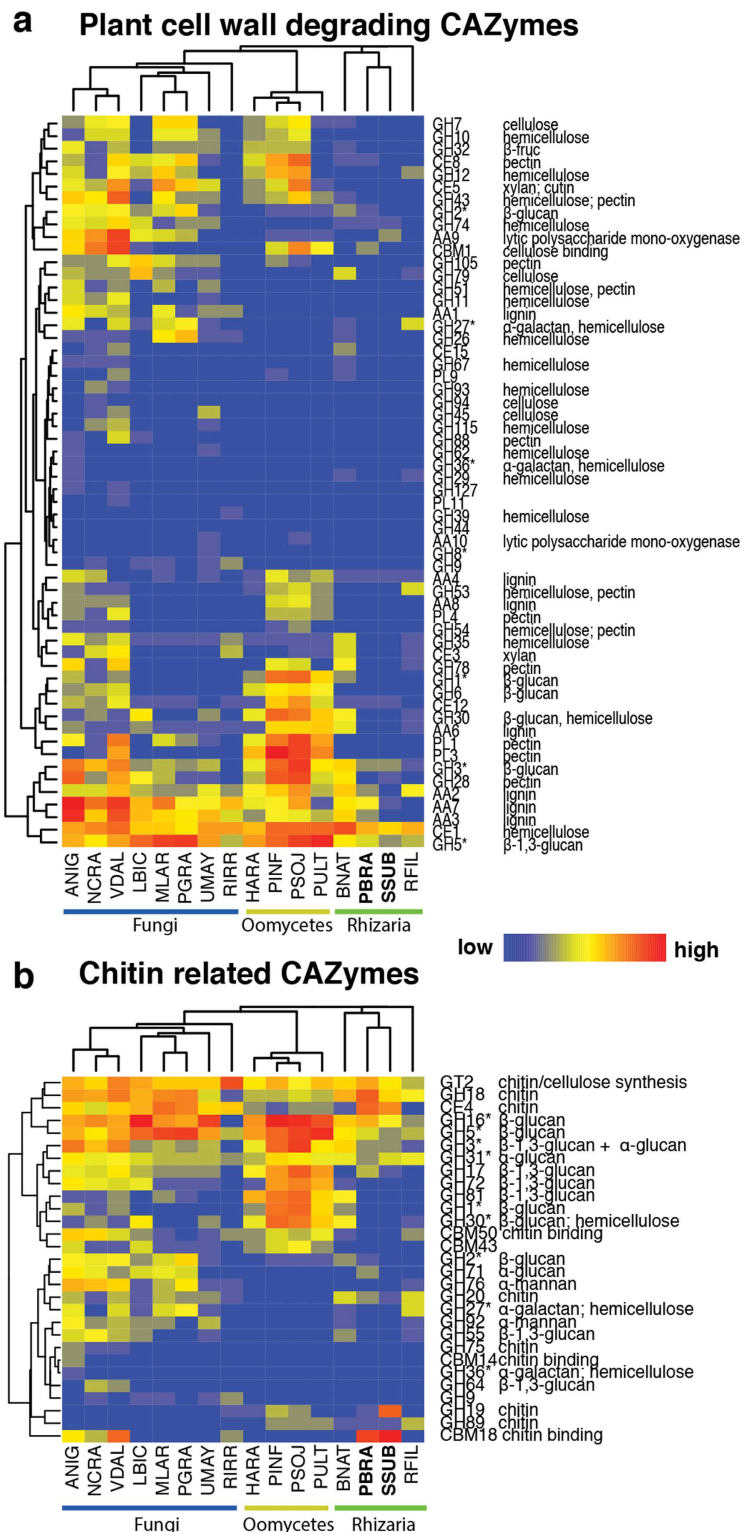 a Plant cell wall degrading CAZymes
GH7 cellulose
GH10 hemicellulose
GH32 β-fruc
CE8 pectin
GH12 hemicellulose
CE5 xylan; cutin
GH43 hemicellulose; pectin
GH2* β-glucan
GH74 hemicellulose
AA9 lytic polysaccharide mono-oxygenase
CBM1 cellulose binding
GH105 pectin
GH79 cellulose
GH51 hemicellulose, pectin
GH11 hemicellulose
AA1 lignin
GH27* α-galactan, hemicellulose
GH26 hemicellulose
CE15
GH67 hemicellulose
PL9
GH93 hemicellulose
GH94 cellulose
GH45 cellulose
GH115 hemicellulose
GH88 pectin
GH62 hemicellulose
GH36* α-galactan, hemicellulose
GH29 hemicellulose
GH127
PL11
GH39 hemicellulose
GH44
AA10 lytic polysaccharide mono-oxygenase
GH8*
GH9
AA4 lignin
GH53 hemicellulose, pectin
AA8 lignin
PL4 pectin
GH54 hemicellulose; pectin
GH35 hemicellulose
CE3 xylan
GH78 pectin
GH1* β-glucan
GH6 β-glucan
CE12
GH30 β-glucan, hemicellulose
AA6 lignin
PL1 pectin
PL3 pectin
GH3* β-glucan
GH28 pectin
AA2 lignin
AA7 lignin
AA3 lignin
CE1 hemicellulose
GH5* β-1,3-glucan
ANIG NCRA VDAL LBIC MLAR PGRA UMAY RIRR HARA PINF PSOJ PULT BNAT PBRA SSUB RFIL
Fungi Oomycetes Rhizaria
low high
b Chitin related CAZymes
GT2 chitin/cellulose synthesis
GH18 chitin
CE4 chitin
GH16* β-glucan
GH5* β-glucan
GH3* β-1,3-glucan + α-glucan
GH31* α-glucan
GH17 β-1,3-glucan
GH72 β-1,3-glucan
GH81 β-1,3-glucan
GH1* β-glucan
GH30* β-glucan; hemicellulose
CBM50 chitin binding
CBM43
GH2* β-glucan
GH71 α-glucan
GH76 α-mannan
GH20 chitin
GH27* α-galactan; hemicellulose
GH92 α-mannan
GH55 β-1,3-glucan
GH75 chitin
CBM14 chitin binding
GH36* α-galactan; hemicellulose
GH64 β-1,3-glucan
GH9
GH19 chitin
GH89 chitin
CBM18 chitin binding
ANIG NCRA VDAL LBIC MLAR PGRA UMAY RIRR HARA PINF PSOJ PULT BNAT PBRA SSUB RFIL
Fungi Oomycetes Rhizaria